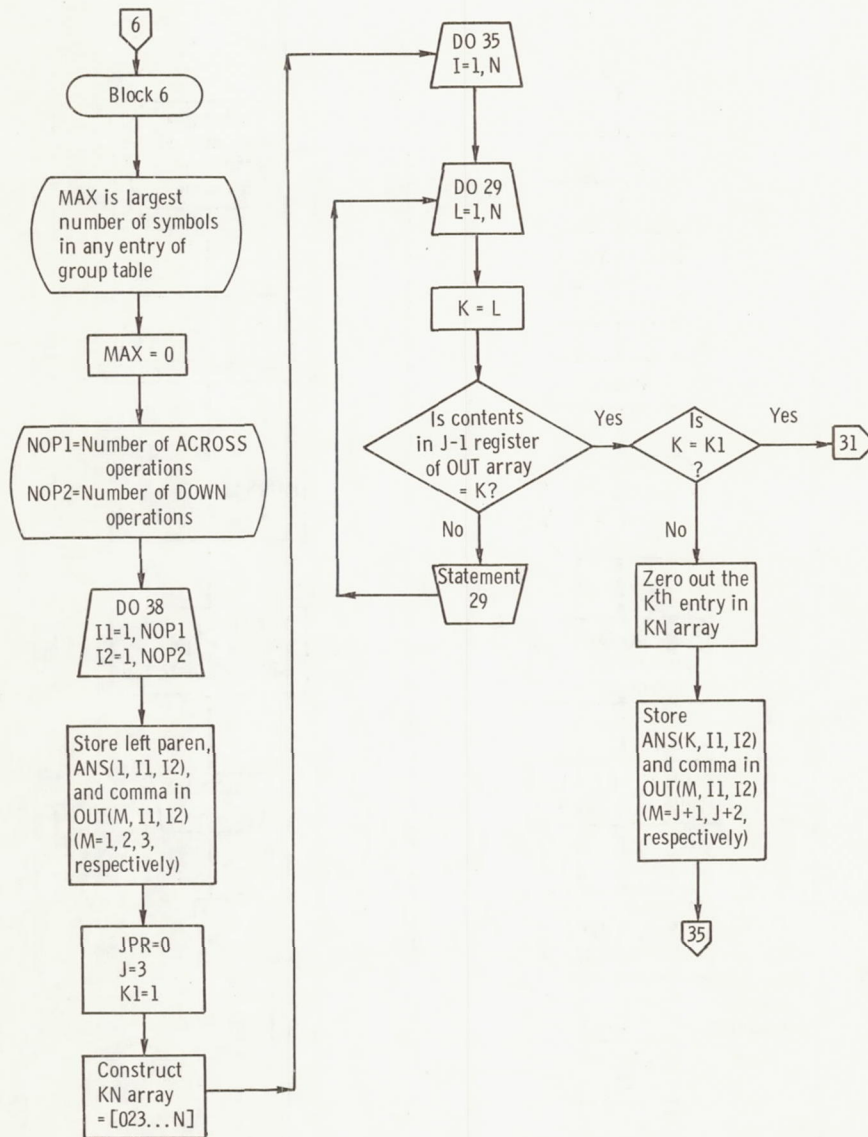 6
Block 6
MAX is largest
number of symbols
in any entry of
group table
MAX = 0
NOP1=Number of ACROSS
operations
NOP2=Number of DOWN
operations
DO 38
I1=1, NOP1
I2=1, NOP2
Store left paren,
ANS(1, I1, I2),
and comma in
OUT(M, I1, I2)
(M=1, 2, 3,
respectively)
JPR=0
J=3
K1=1
Construct
KN array
= [023...N]
DO 35
I=1, N
DO 29
L=1, N
K = L
Is contents
in J-1 register
of OUT array
= K?
Yes
No
Statement
29
Is
K = K1
?
Yes
31
No
Zero out the
Kth entry in
KN array
Store
ANS(K, I1, I2)
and comma in
OUT(M, I1, I2)
(M=J+1, J+2,
respectively)
35